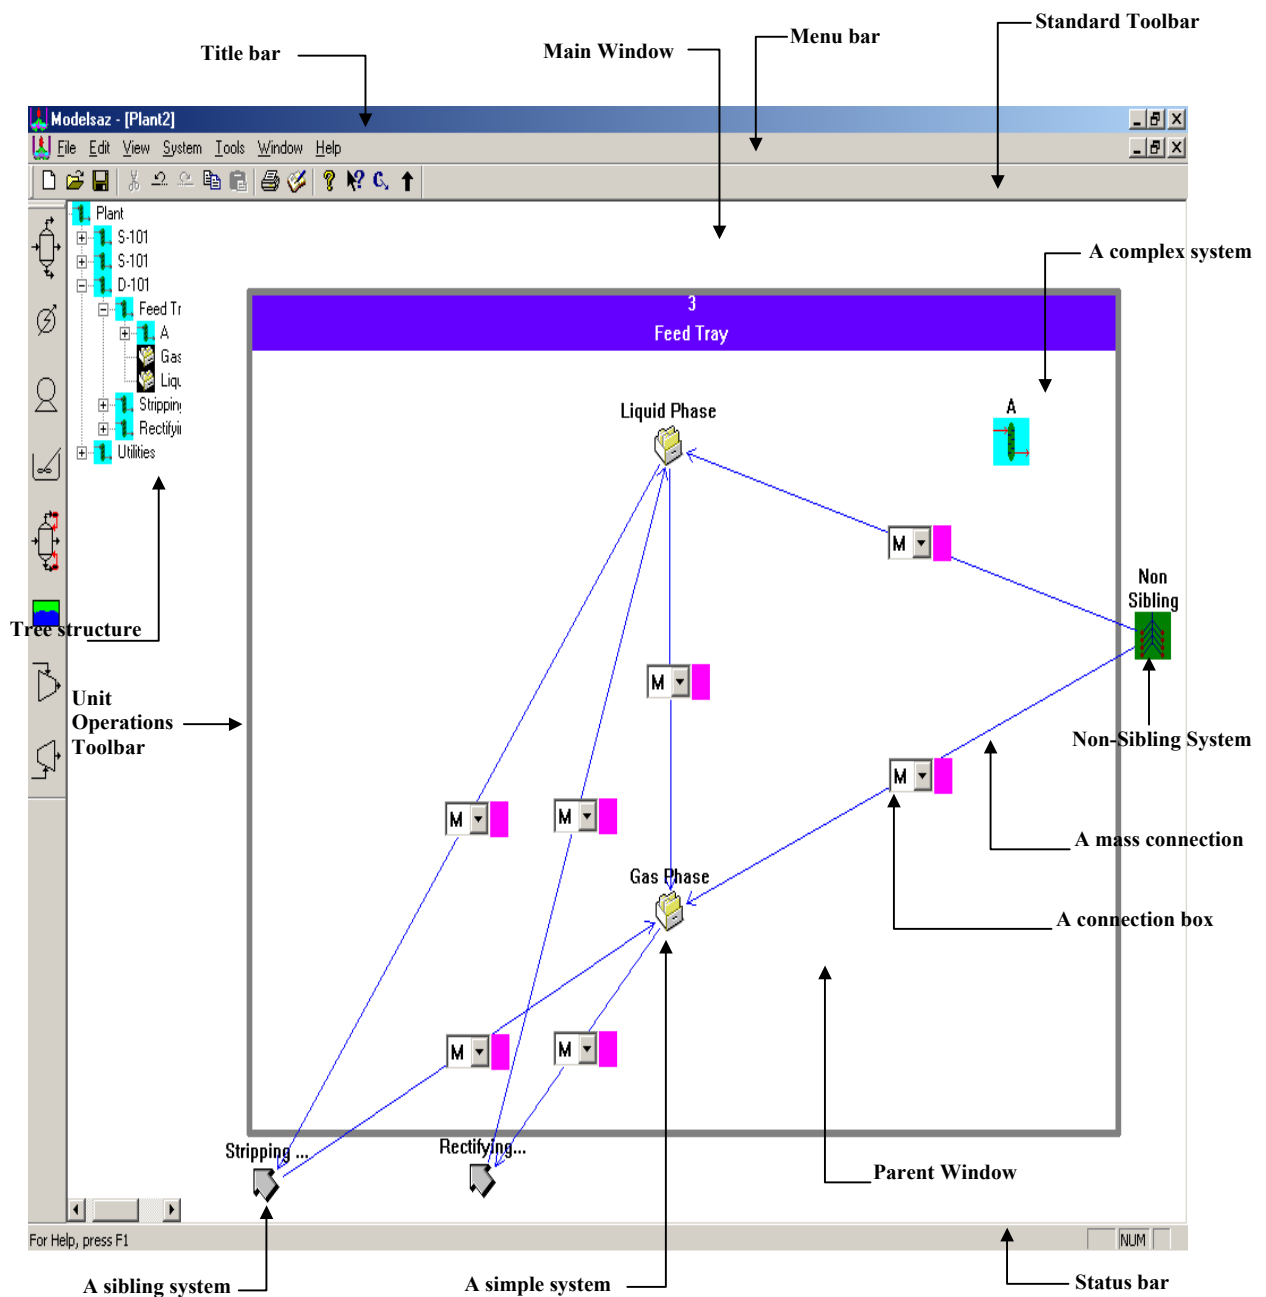 Standard Toolbar
Menu bar
Main Window
Title bar
Modelsaz - [Plant2]
File Edit View System Tools Window Help
Plant
S-101
S-101
D-101
Feed Tr
A
Gas
Liqu
Stripping
Rectifyin
Utilities
A complex system
3
Feed Tray
Liquid Phase
A
M
Non
Sibling
Tree structure
M
Unit
Operations
Toolbar
Non-Sibling System
M
M
M
A mass connection
Gas Phase
A connection box
M
M
Stripping ...
Rectifying...
Parent Window
For Help, press F1
NUM
A sibling system
A simple system
Status bar